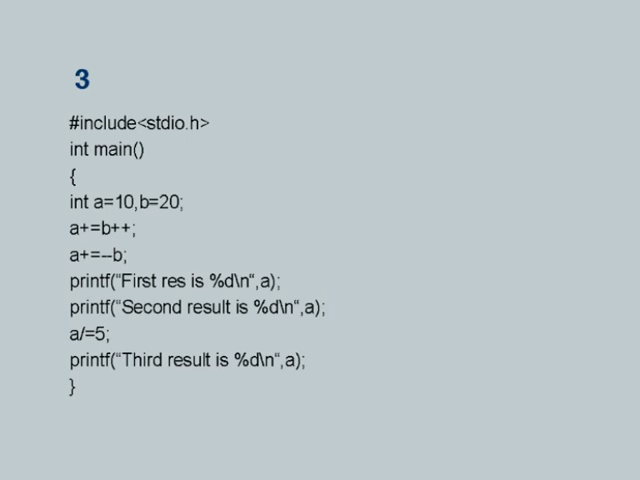 3
#include<stdio.h>
int main()
{
int a=10,b=20;
a+=b++;
a+=--b;
printf(“First res is %d\n“,a);
printf(“Second result is %d\n“,a);
a/=5;
printf(“Third result is %d\n“,a);
}